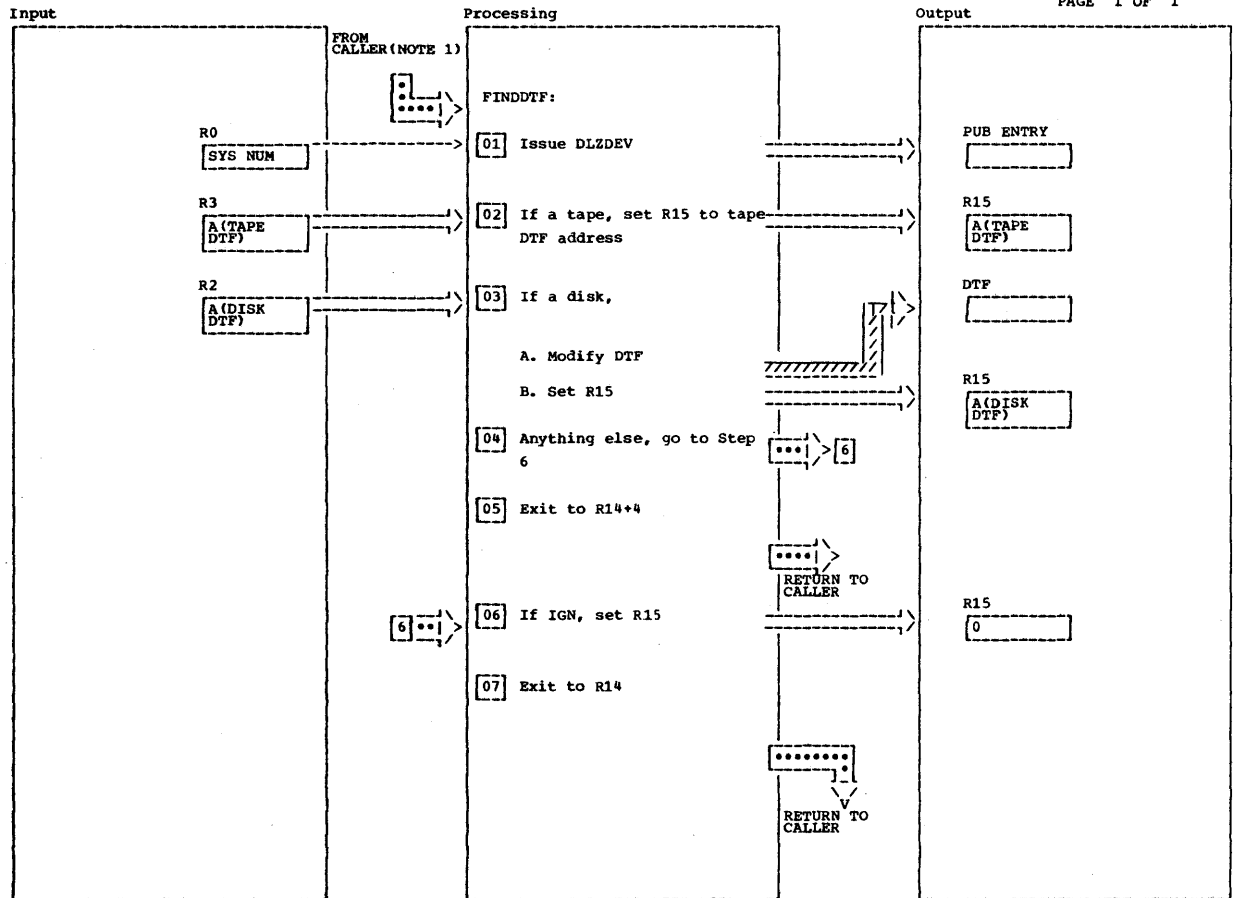 PAGE 1 OF 1
Input
Processing
Output
FROM
CALLER(NOTE 1)
FINDDTF:
R0
SYS NUM
01 Issue DLZDEV
PUB ENTRY
R3
A(TAPE
DTF)
02 If a tape, set R15 to tape
DTF address
R15
A(TAPE
DTF)
R2
A(DISK
DTF)
03 If a disk,
DTF
A. Modify DTF
B. Set R15
R15
A(DISK
DTF)
04 Anything else, go to Step
6
6
05 Exit to R14+4
RETURN TO
CALLER
6
06 If IGN, set R15
R15
0
07 Exit to R14
RETURN TO
CALLER